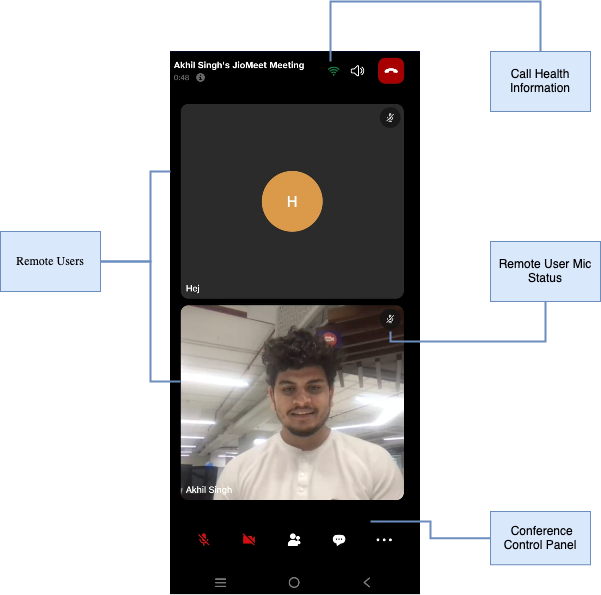 Akhil Singh's JioMeet Meeting
0:48
Call Health
Information
H
Hej
Remote Users
Remote User Mic
Status
Akhil Singh
Conference
Control Panel